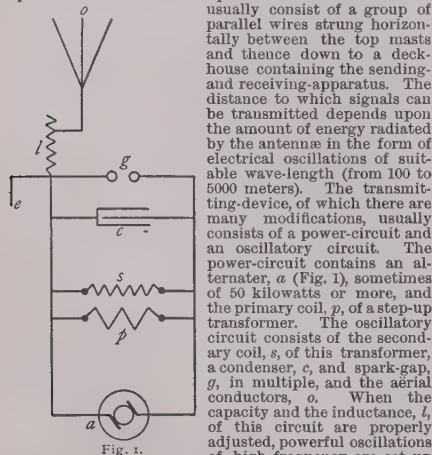 o
l
g
e
c
s
p
a
Fig. 1.
usually consist of a group of
parallel wires strung horizon-
tally between the top masts
and thence down to a deck-
house containing the sending-
and receiving-apparatus. The
distance to which signals can
be transmitted depends upon
the amount of energy radiated
by the antennæ in the form of
electrical oscillations of suit-
able wave-length (from 100 to
5000 meters). The transmit-
ting-device, of which there are
many modifications, usually
consists of a power-circuit and
an oscillatory circuit. The
power-circuit contains an al-
ternater, a (Fig. 1), sometimes
of 50 kilowatts or more, and
the primary coil, p, of a step-up
transformer. The oscillatory
circuit consists of the second-
ary coil, s, of this transformer,
a condenser, c, and spark-gap,
g, in multiple, and the aërial
conductors, o. When the
capacity and the inductance, l,
of this circuit are properly
adjusted, powerful oscillations